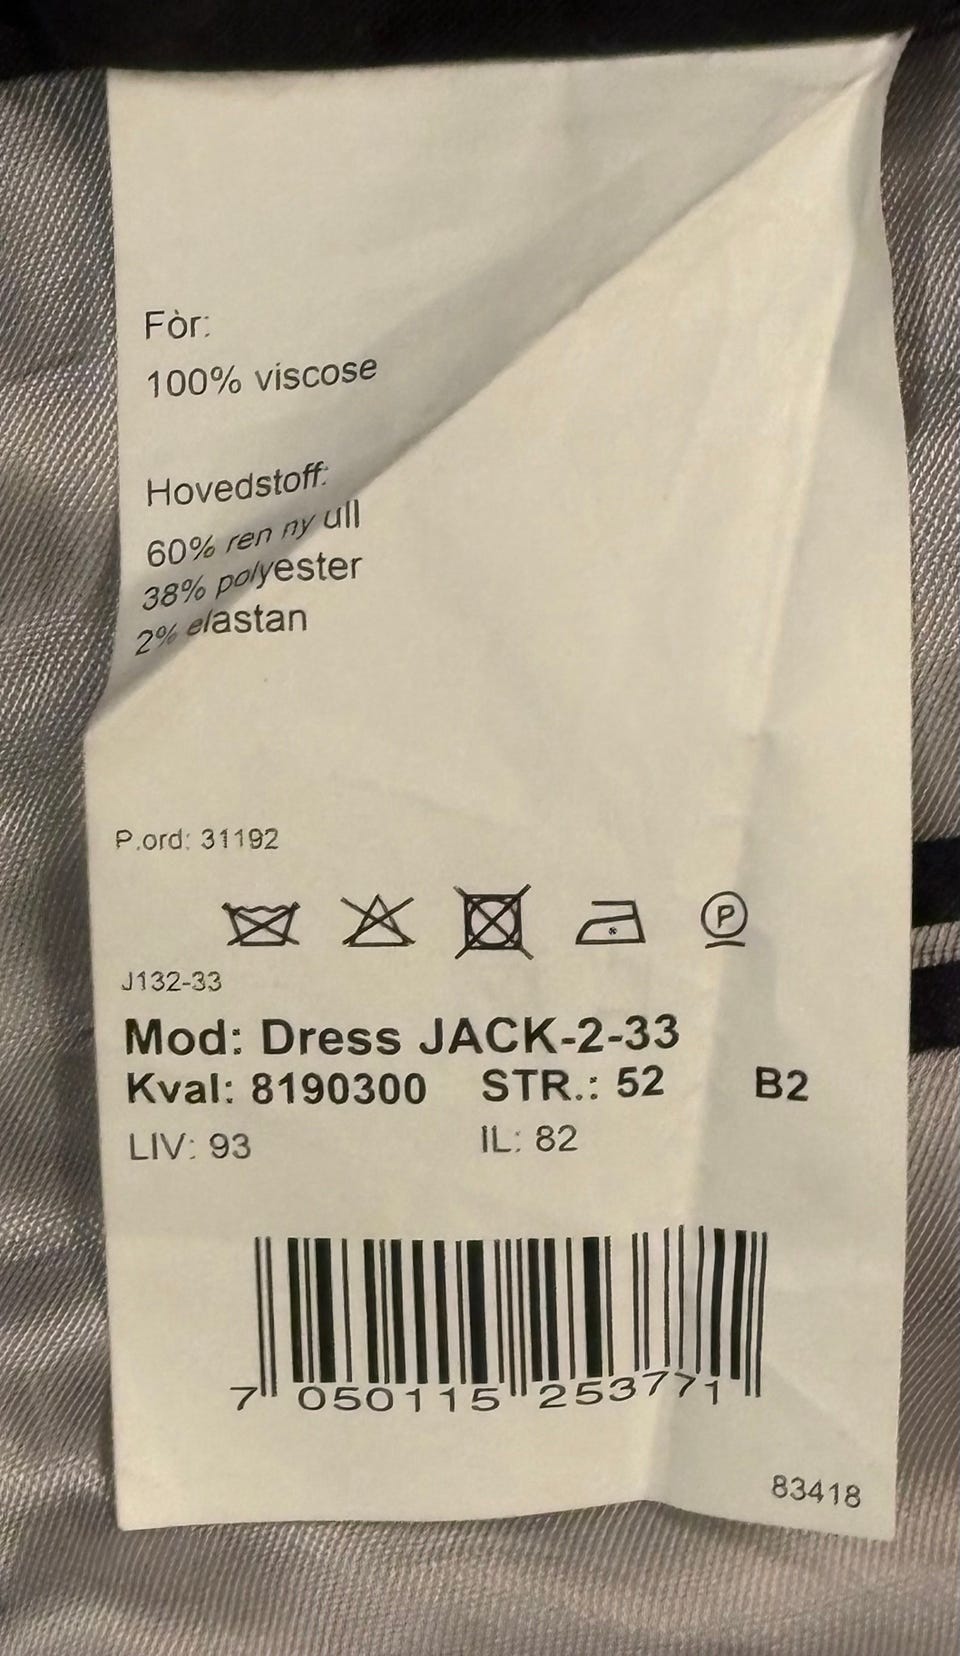 Fòr:
100% viscose
Hovedstoff:
60% ren ny ull
38% polyester
2% elastan
P.ord: 31192
P
J132-33
Mod: Dress JACK-2-33
Kval: 8190300 STR.: 52 B2
LIV: 93 IL: 82
7 050115 253771
83418